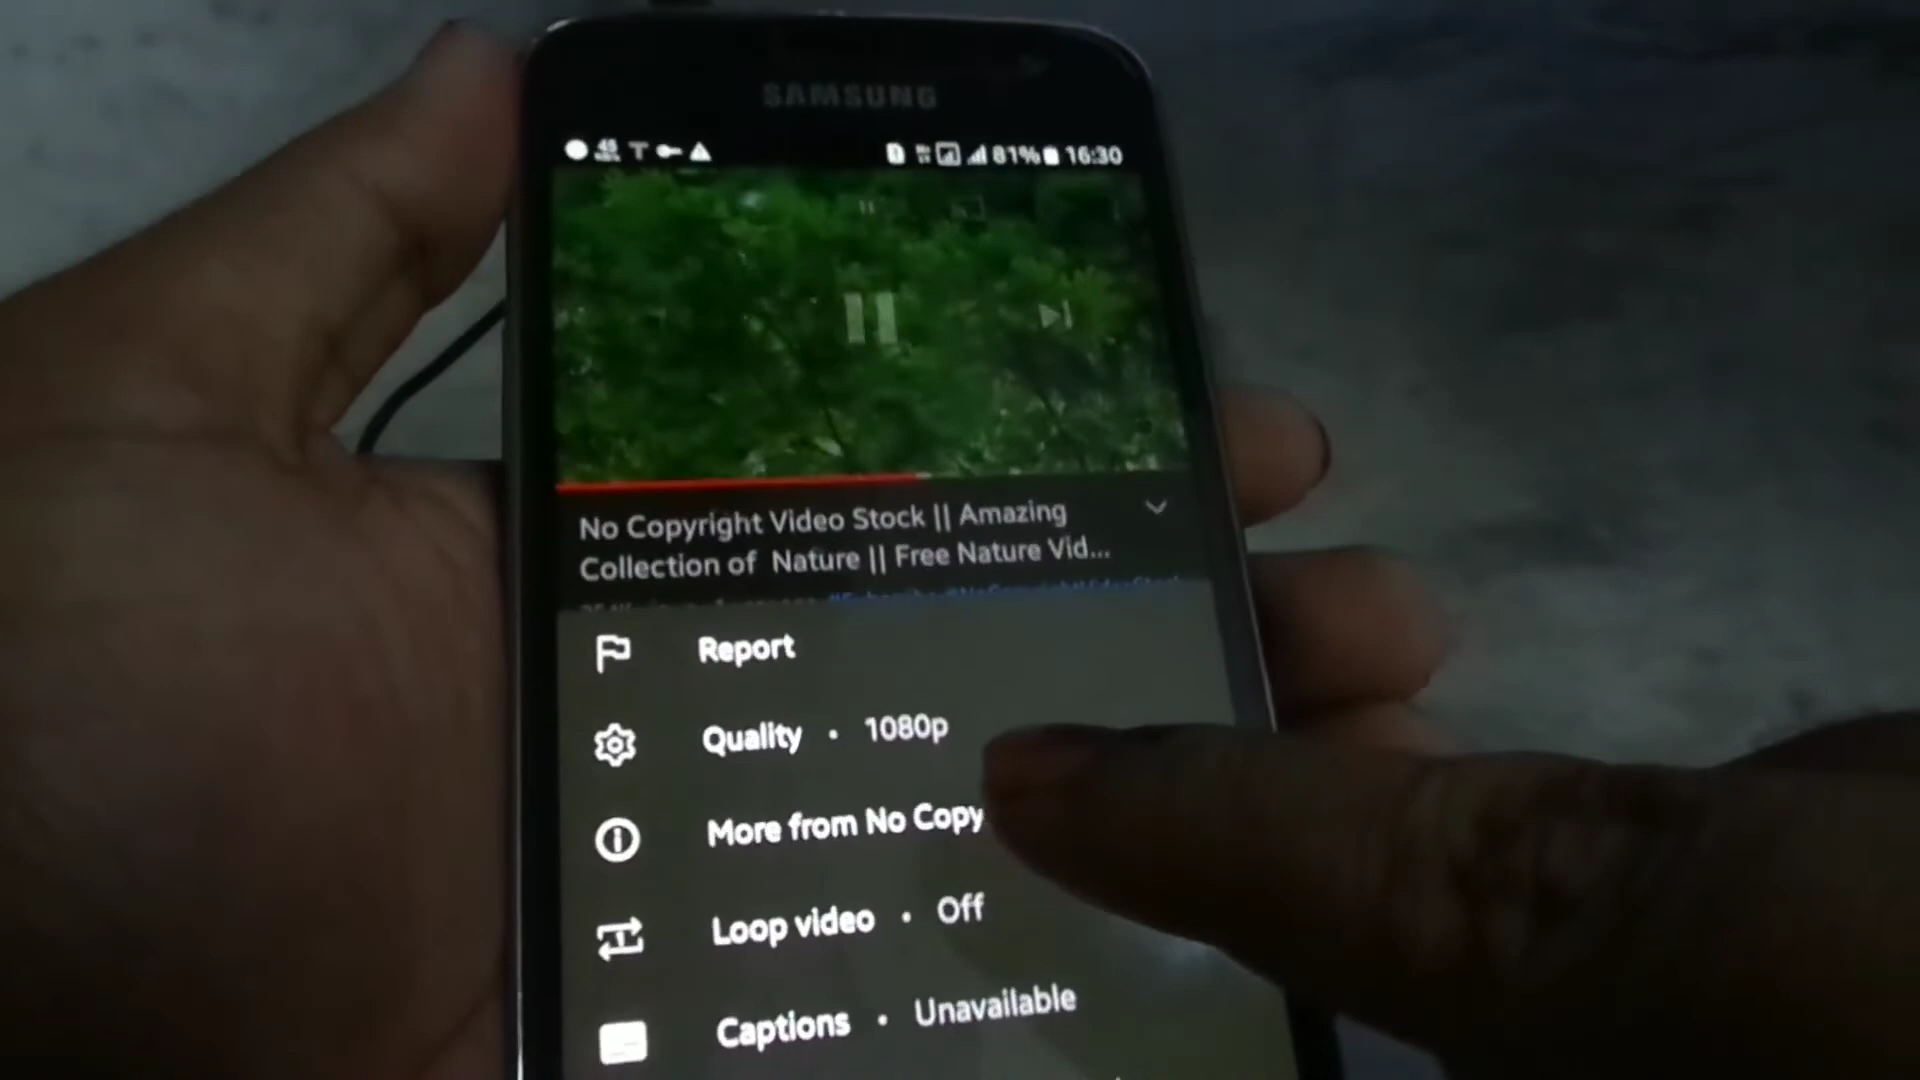 SAMSUNG
81% 16:30
No Copyright Video Stock || Amazing
Collection of Nature || Free Nature Vid...
Report
Quality • 1080p
More from No Copy
Loop video • Off
Captions • Unavailable